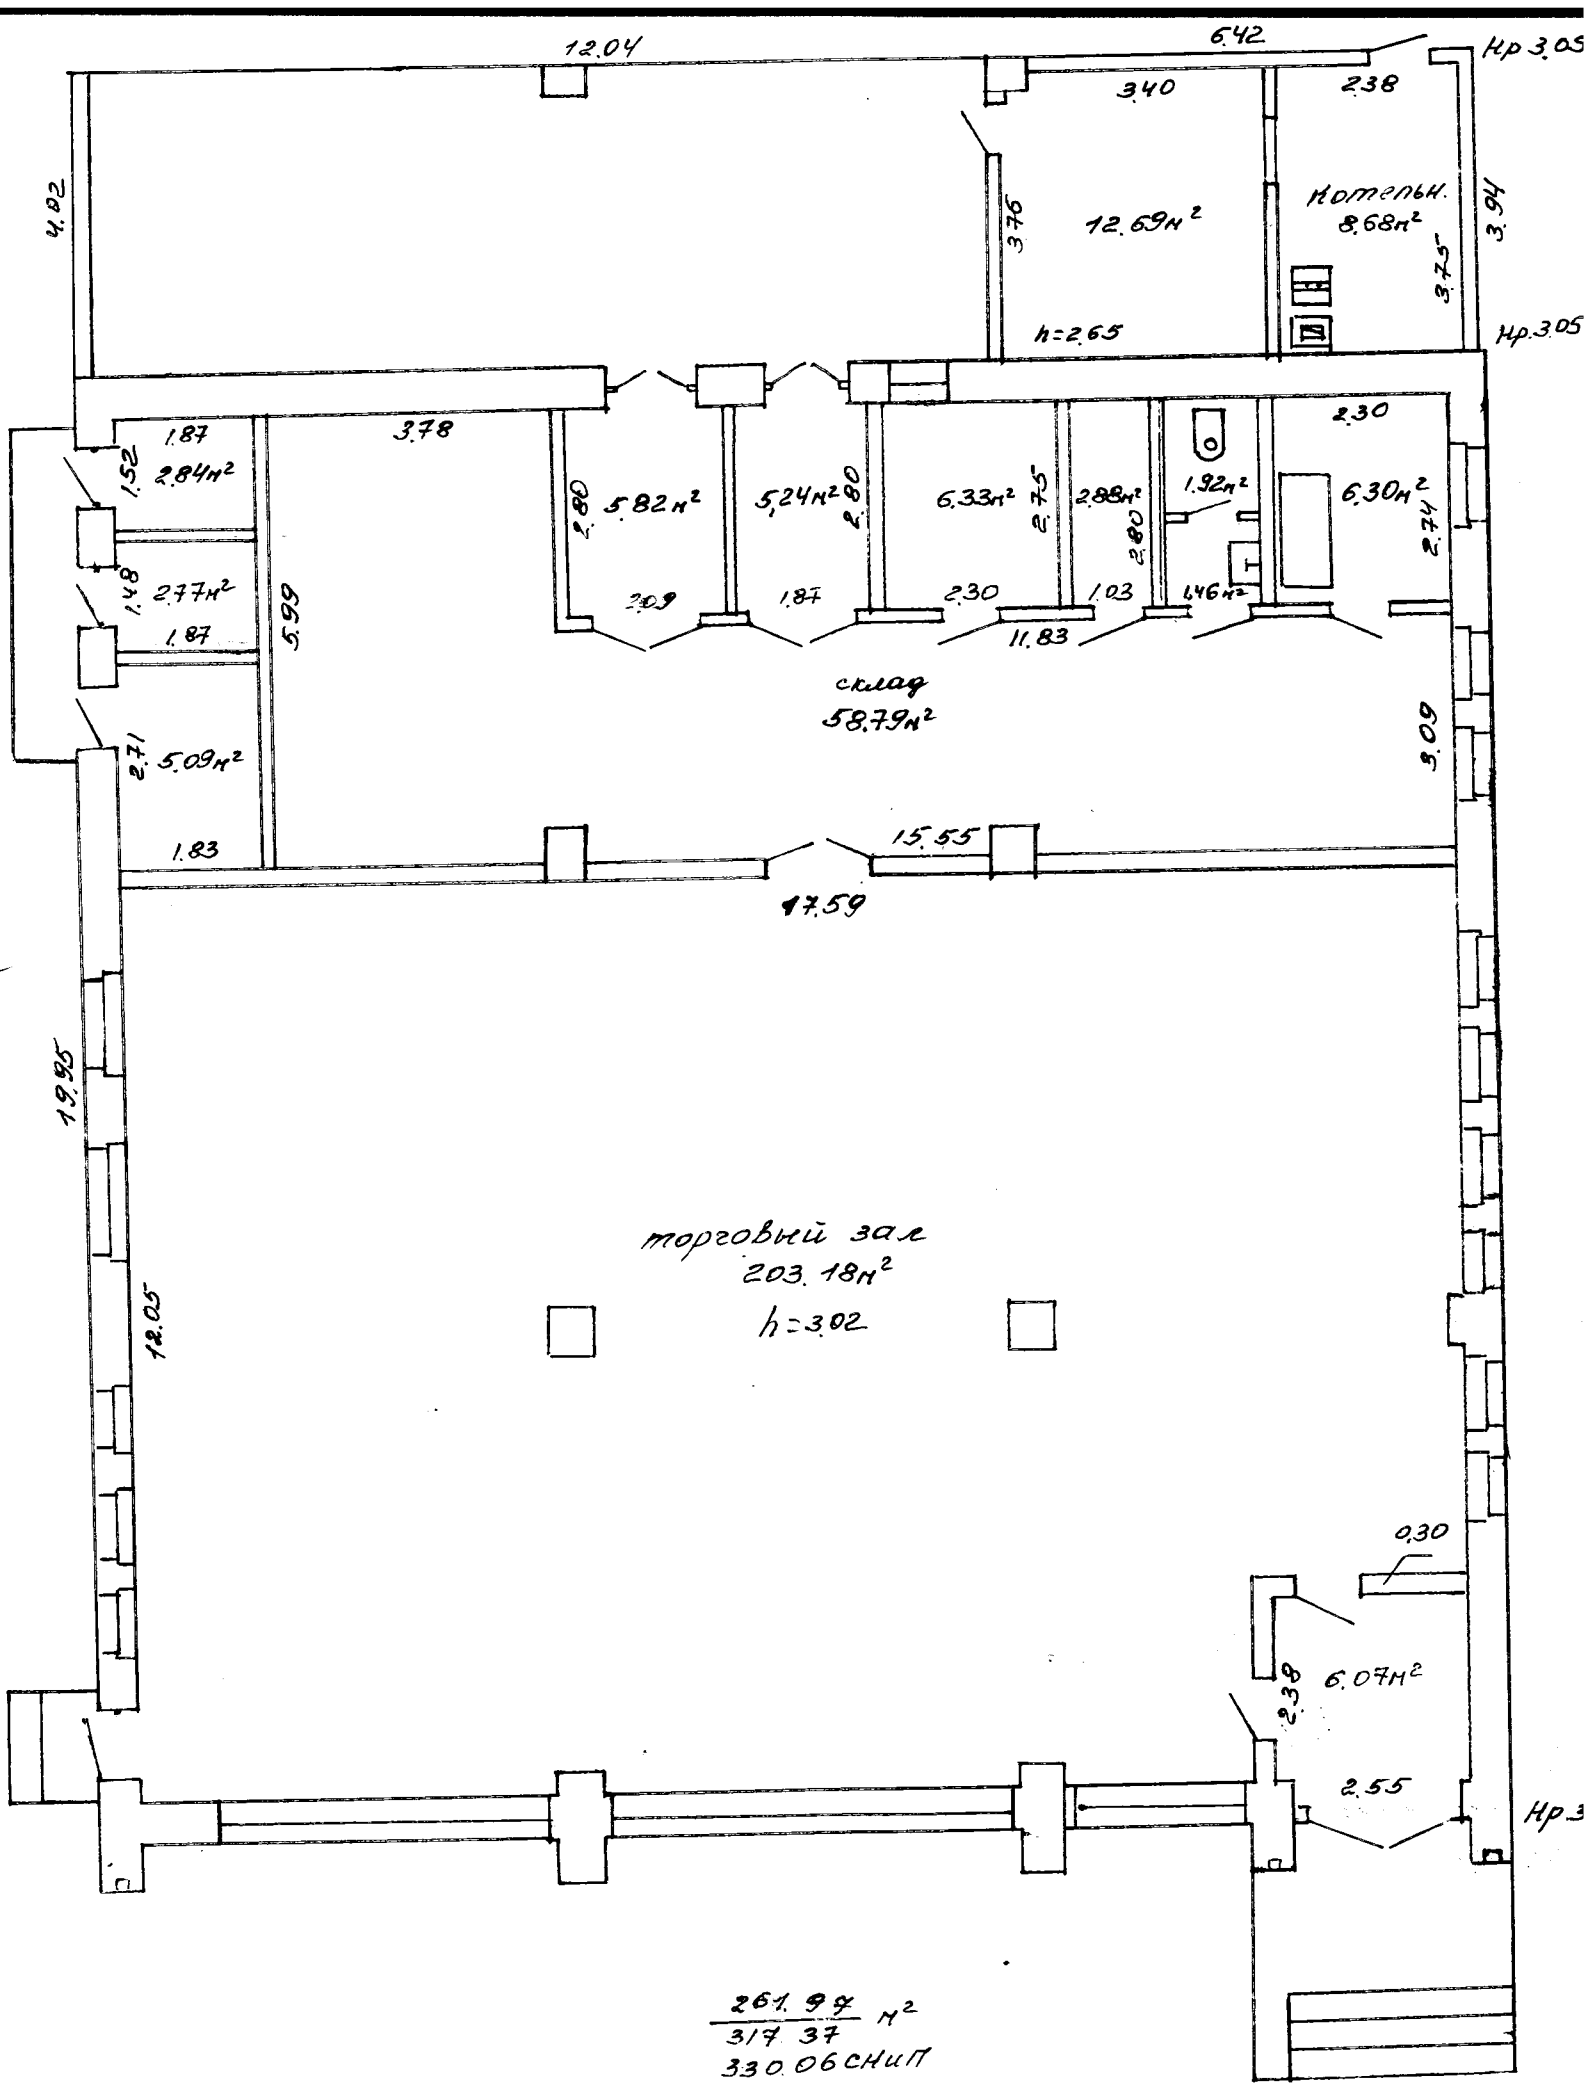 12.04
6.42
Нр 3.05
3.40
2.38
4.02
3.76
12.69м²
котельн.
8.68м²
3.94
3.75
h=2.65
Нр.3.05
1.87
3.78
2.30
1.52
2.84м²
2.80
5.82м²
5,24м²
2.80
6.33м²
2.75
2.88м²
2.80
1.92м²
6.30м²
2.74
1.48
2.77м²
5.99
2.09
1.87
2.30
1.03
1,46м²
1.87
11.83
склад
58.79м²
3.09
2.71
5.09м²
1.83
15.55
17.59
19.95
торговый зал
203.18м²
h=3.02
12.05
0,30
2.38
6.07м²
2.55
Нр.3
261.97
м²
317.37
330.06 СНиП